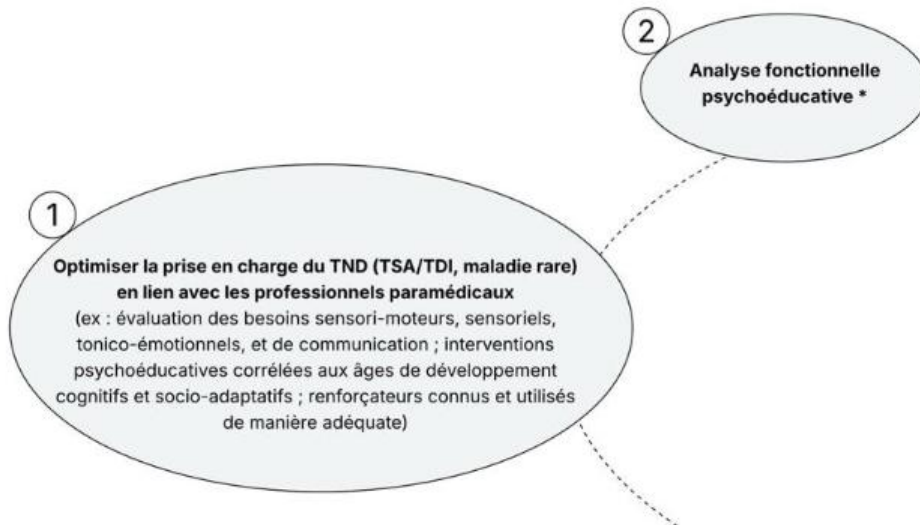 2
Analyse fonctionnelle
psychoéducative *
1
Optimiser la prise en charge du TND (TSA/TDI, maladie rare)
en lien avec les professionnels paramédicaux
(ex : évaluation des besoins sensori-moteurs, sensoriels,
tonico-émotionnels, et de communication ; interventions
psychoéducatives corrélées aux âges de développement
cognitifs et socio-adaptatifs ; renforçateurs connus et utilisés
de manière adéquate)